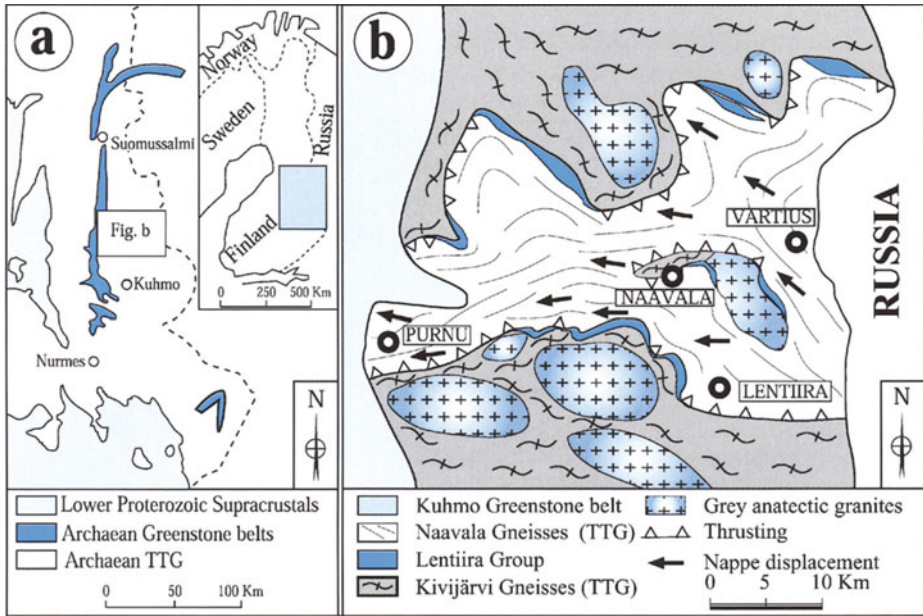 a
Norway
Sweden
Russia
Finland
0 250 500 Km
Suomussalmi
Fig. b
Kuhmo
Nurmes
N
Lower Proterozoic Supracrustals
Archaean Greenstone belts
Archaean TTG
0 50 100 Km
b
VARTIUS
NAAVALA
PURNU
LENTIIRA
RUSSIA
N
Kuhmo Greenstone belt
Naavala Gneisses (TTG)
Lentiira Group
Kivijärvi Gneisses (TTG)
Grey anatectic granites
Thrusting
Nappe displacement
0 5 10 Km